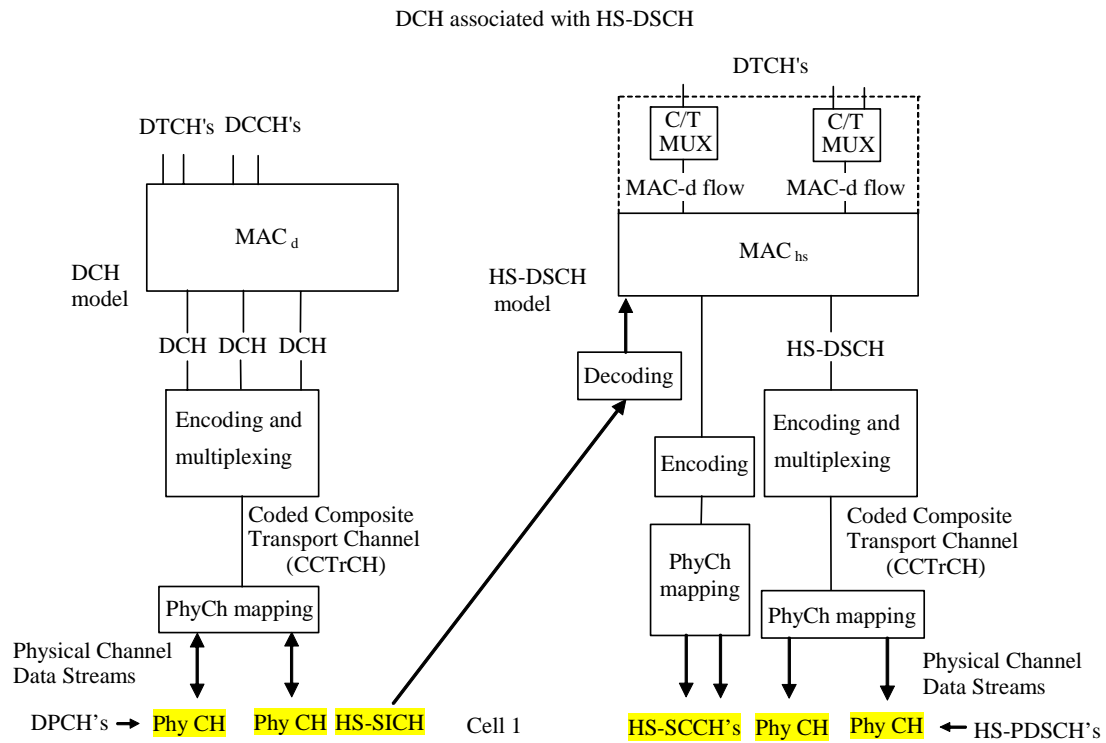 DCH associated with HS-DSCH
DTCH's
DCCH's
MAC d
DCH
model
DCH
DCH
DCH
Encoding and
multiplexing
Coded Composite
Transport Channel
(CCTrCH)
PhyCh mapping
Physical Channel
Data Streams
DPCH’s
Phy CH
Phy CH
HS-SICH
Cell 1
DTCH's
C/T
MUX
C/T
MUX
MAC-d flow
MAC-d flow
MAC hs
HS-DSCH
model
Decoding
HS-DSCH
Encoding
Encoding and
multiplexing
PhyCh
mapping
Coded Composite
Transport Channel
(CCTrCH)
PhyCh mapping
Physical Channel
Data Streams
HS-SCCH’s
Phy CH
Phy CH
HS-PDSCH’s